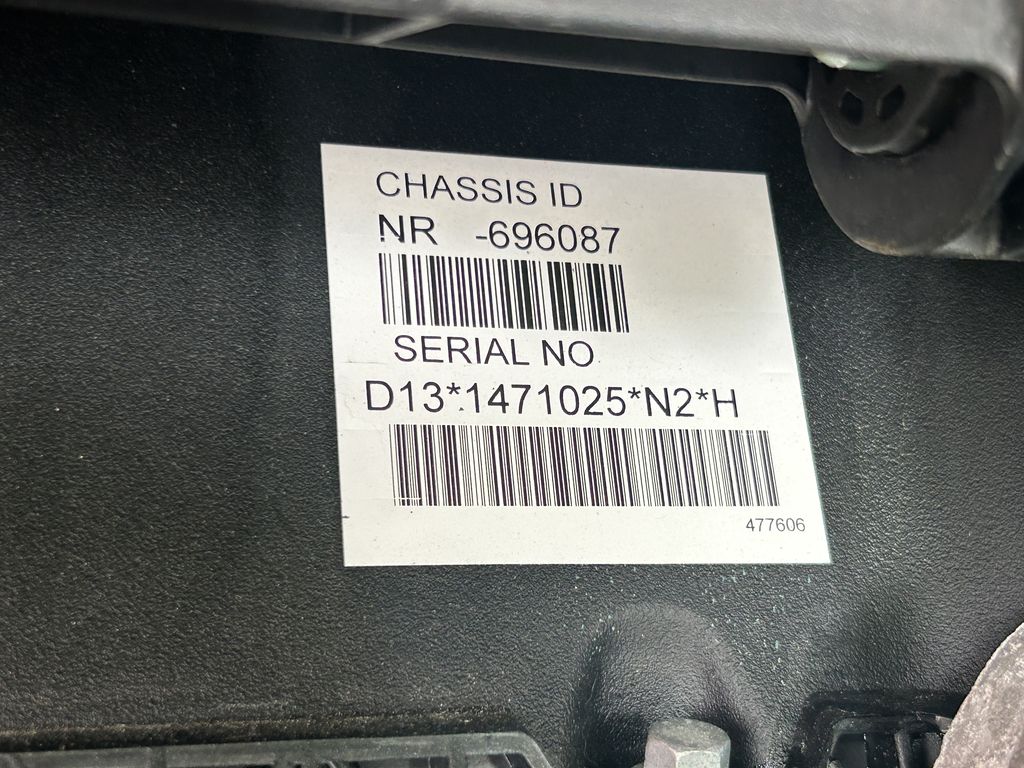 CHASSIS ID
NR -696087
SERIAL NO
D13*1471025*N2*H
477606